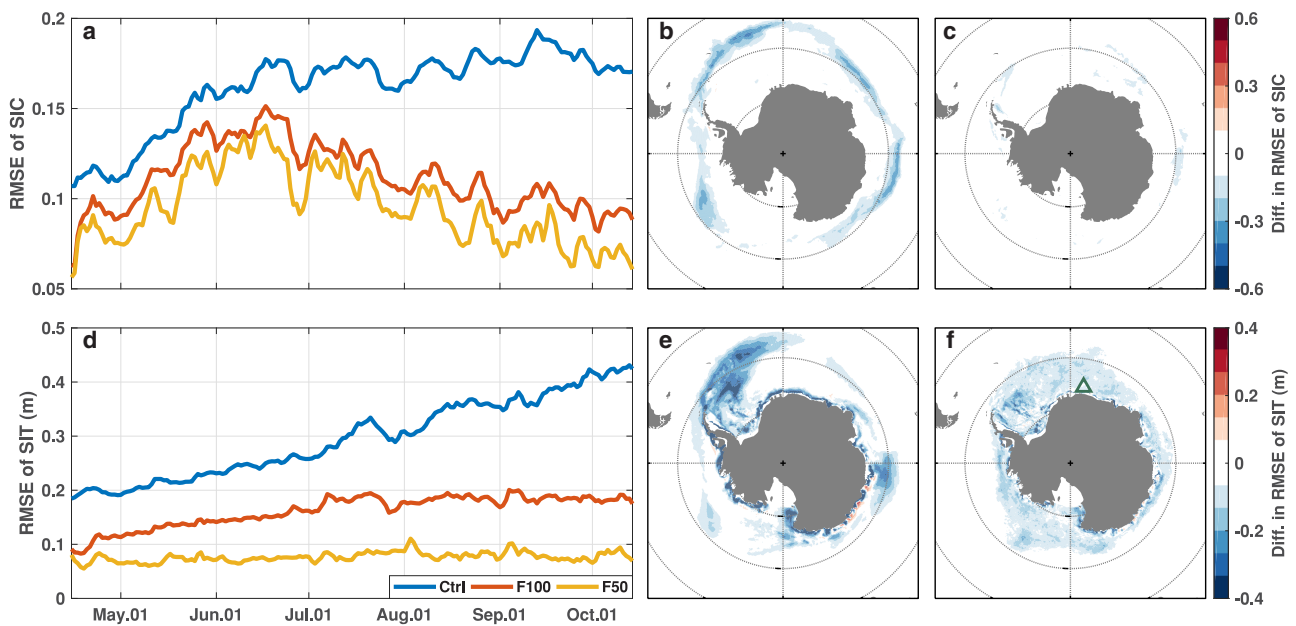 a
0.2
0.15
0.1
0.05
RMSE of SIC
b
c
0.6
0.3
0
-0.3
-0.6
Diff. in RMSE of SIC
d
0.5
0.4
0.3
0.2
0.1
0
RMSE of SIT (m)
Ctrl F100 F50
May.01 Jun.01 Jul.01 Aug.01 Sep.01 Oct.01
e
f
0.4
0.2
0
-0.2
-0.4
Diff. in RMSE of SIT (m)